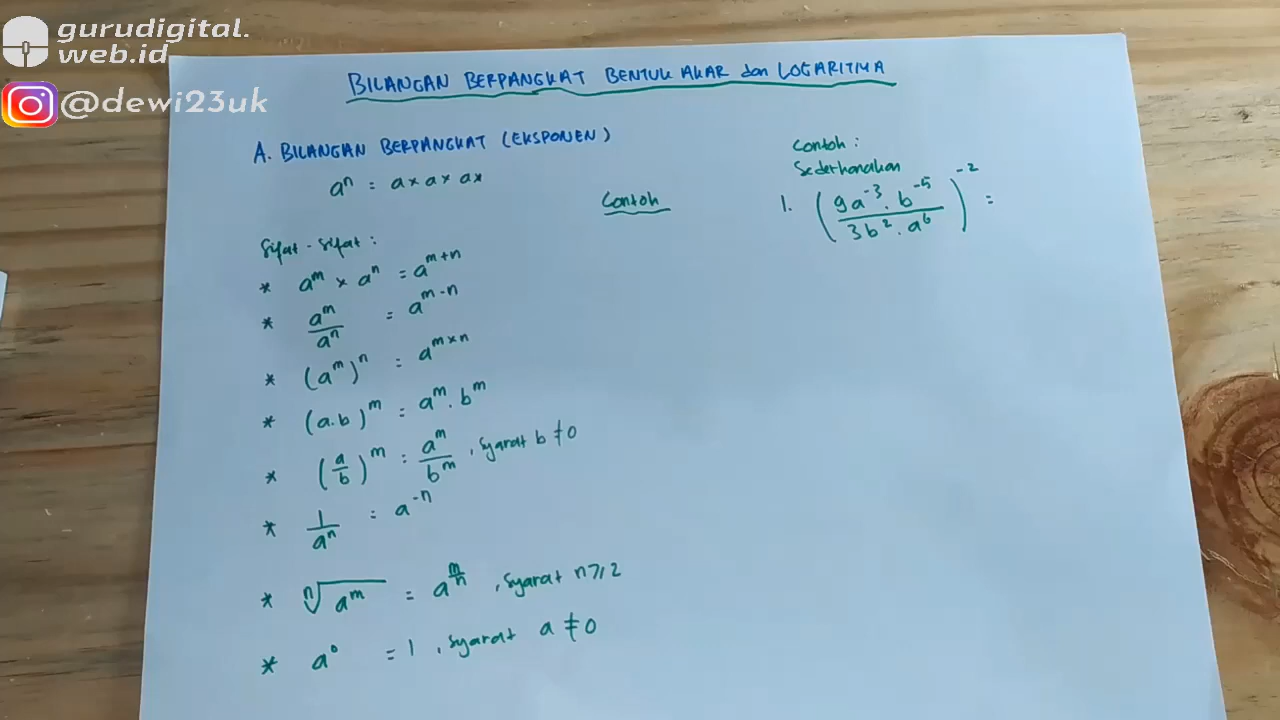 gurudigital.
web.id
@dewi23uk
BILANGAN BERPANGKAT BENTUK AKAR dan LOGARITMA
A. BILANGAN BERPANGKAT (EKSPONEN)
aⁿ = a × a × a ×
Sifat - Sifat :
* aᵐ × aⁿ = aᵐ⁺ⁿ
* aᵐ/aⁿ = aᵐ⁻ⁿ
* (aᵐ)ⁿ = aᵐˣⁿ
* (a.b)ᵐ = aᵐ . bᵐ
* (a/b)ᵐ = aᵐ/bᵐ , syarat b ≠ 0
* 1/aⁿ = a⁻ⁿ
* ⁿ√aᵐ = a^(m/n) , syarat n ≥ 2
* a⁰ = 1 , syarat a ≠ 0
Contoh
Contoh :
Sederhanakan
1. (9a⁻³ . b⁻⁵ / 3b² . a⁶)⁻² =